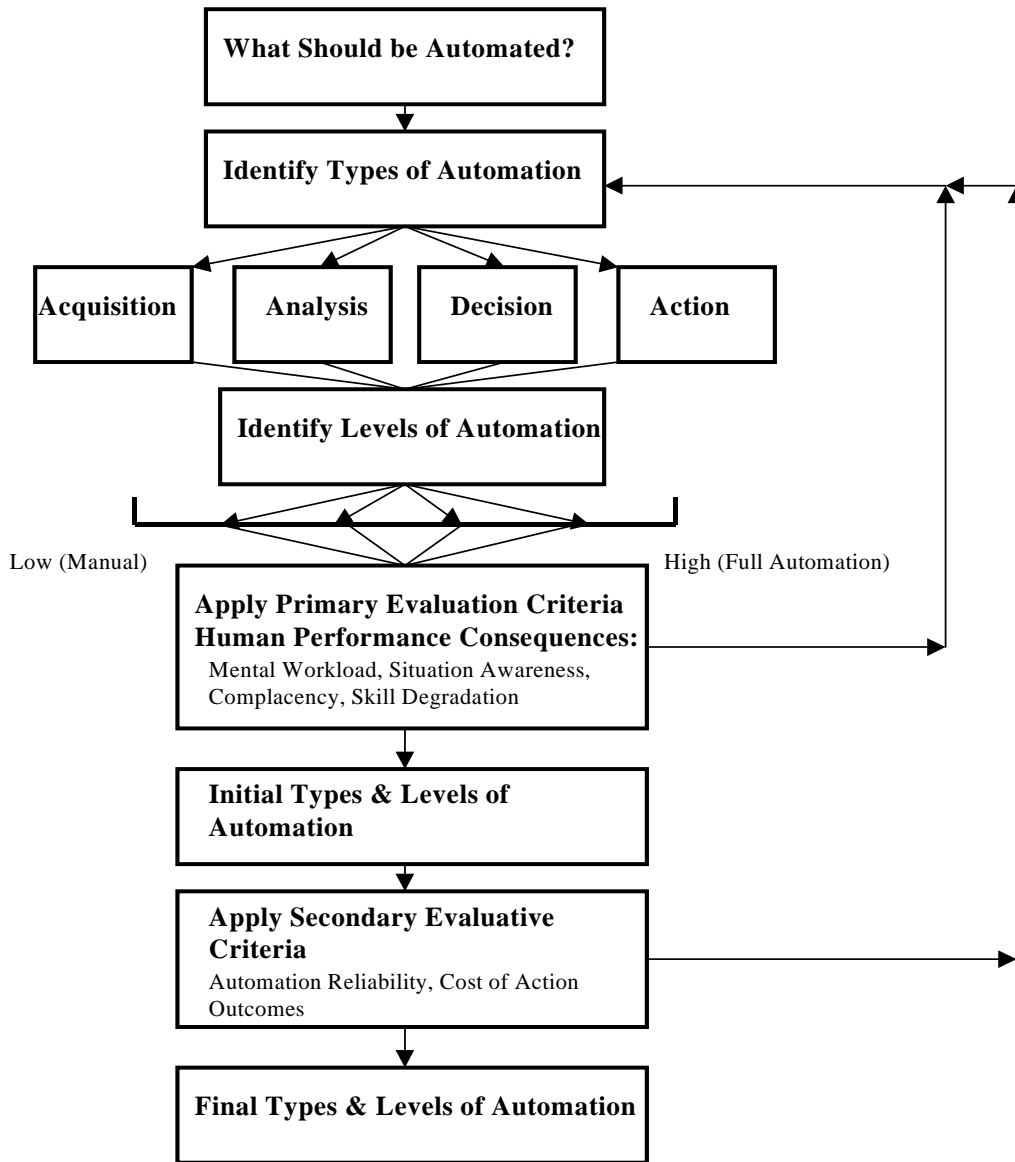 What Should be Automated?
Identify Types of Automation
Acquisition
Analysis
Decision
Action
Identify Levels of Automation
Low (Manual)
High (Full Automation)
Apply Primary Evaluation Criteria
Human Performance Consequences:
Mental Workload, Situation Awareness,
Complacency, Skill Degradation
Initial Types & Levels of
Automation
Apply Secondary Evaluative
Criteria
Automation Reliability, Cost of Action
Outcomes
Final Types & Levels of Automation